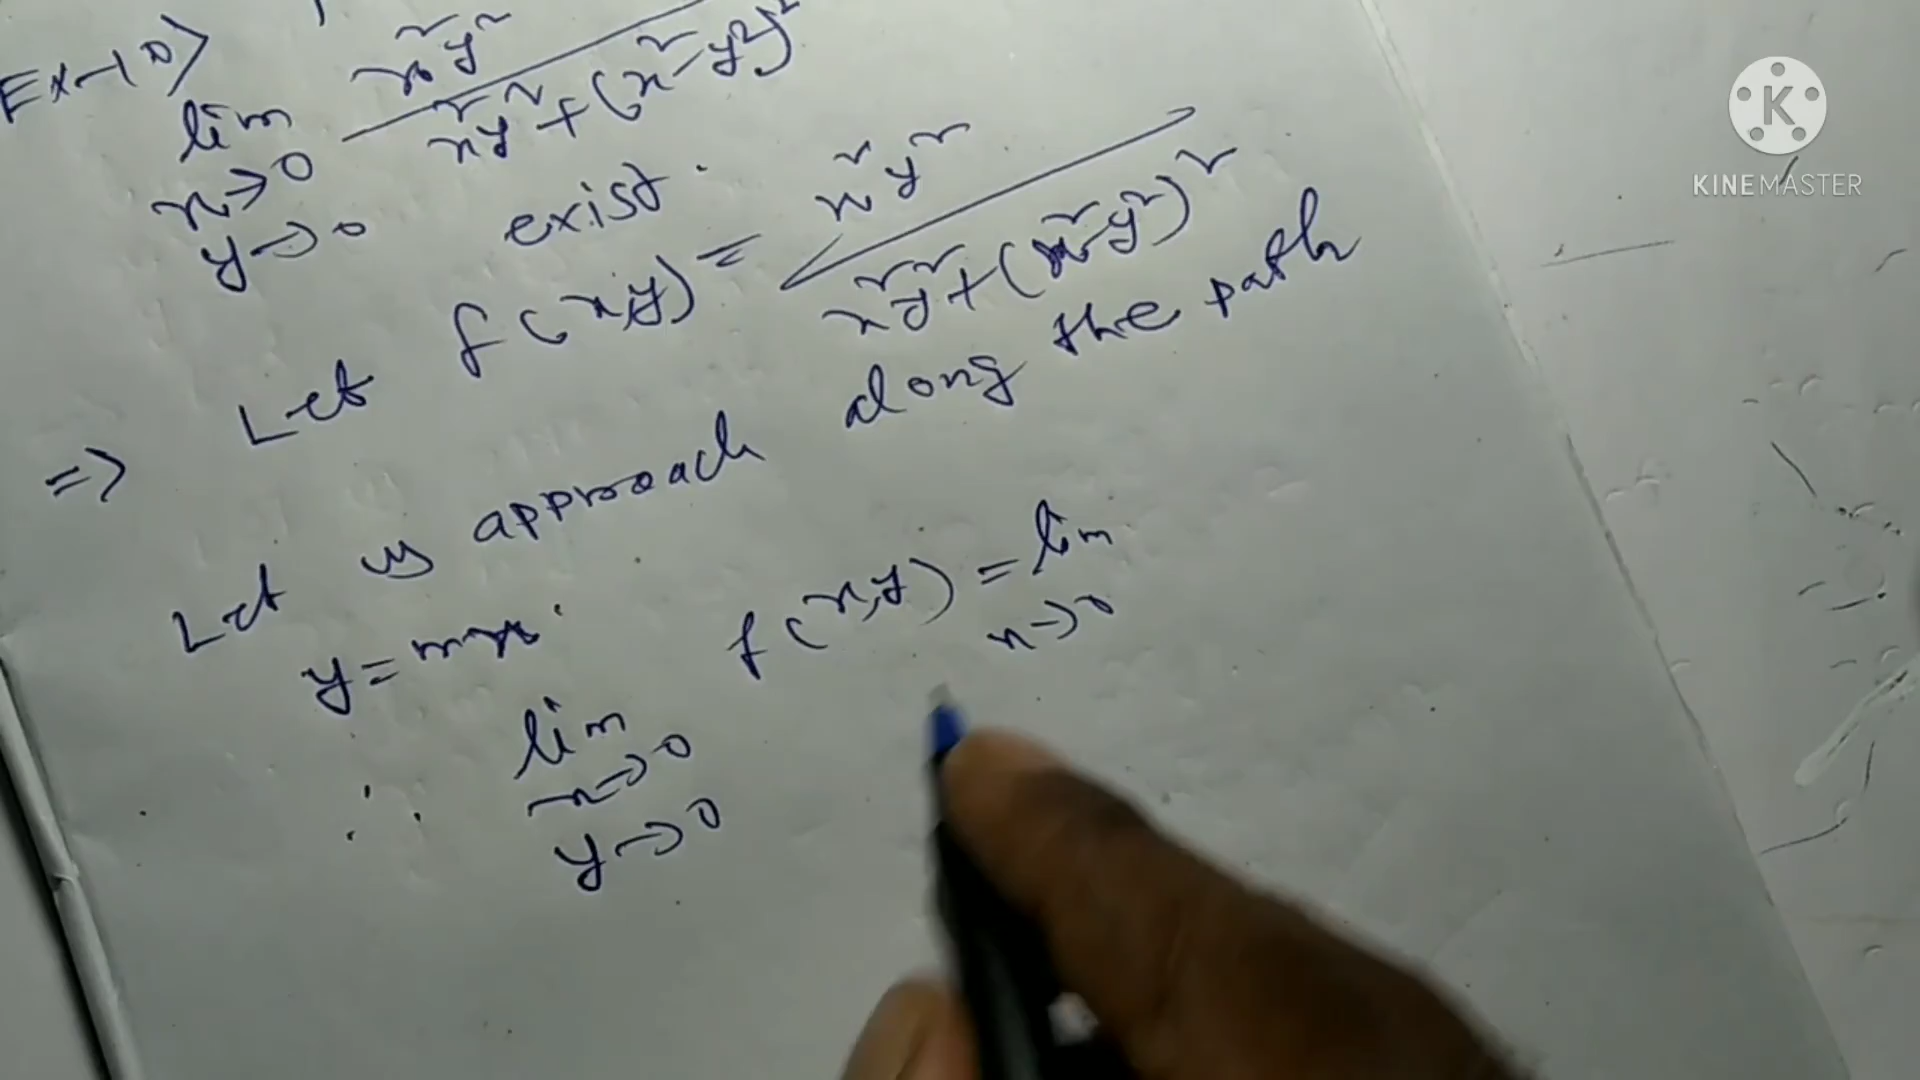 Ex-10>
lim x²y² / x²y² + (x²-y²)²
x→0
y→0 exist.
=> Let f(x,y) = x²y² / x²y² + (x²-y²)²
Let us approach along the path
y = mx.
∴ lim f(x,y) = lim
x→0 x→0
y→0
K
KINEMASTER